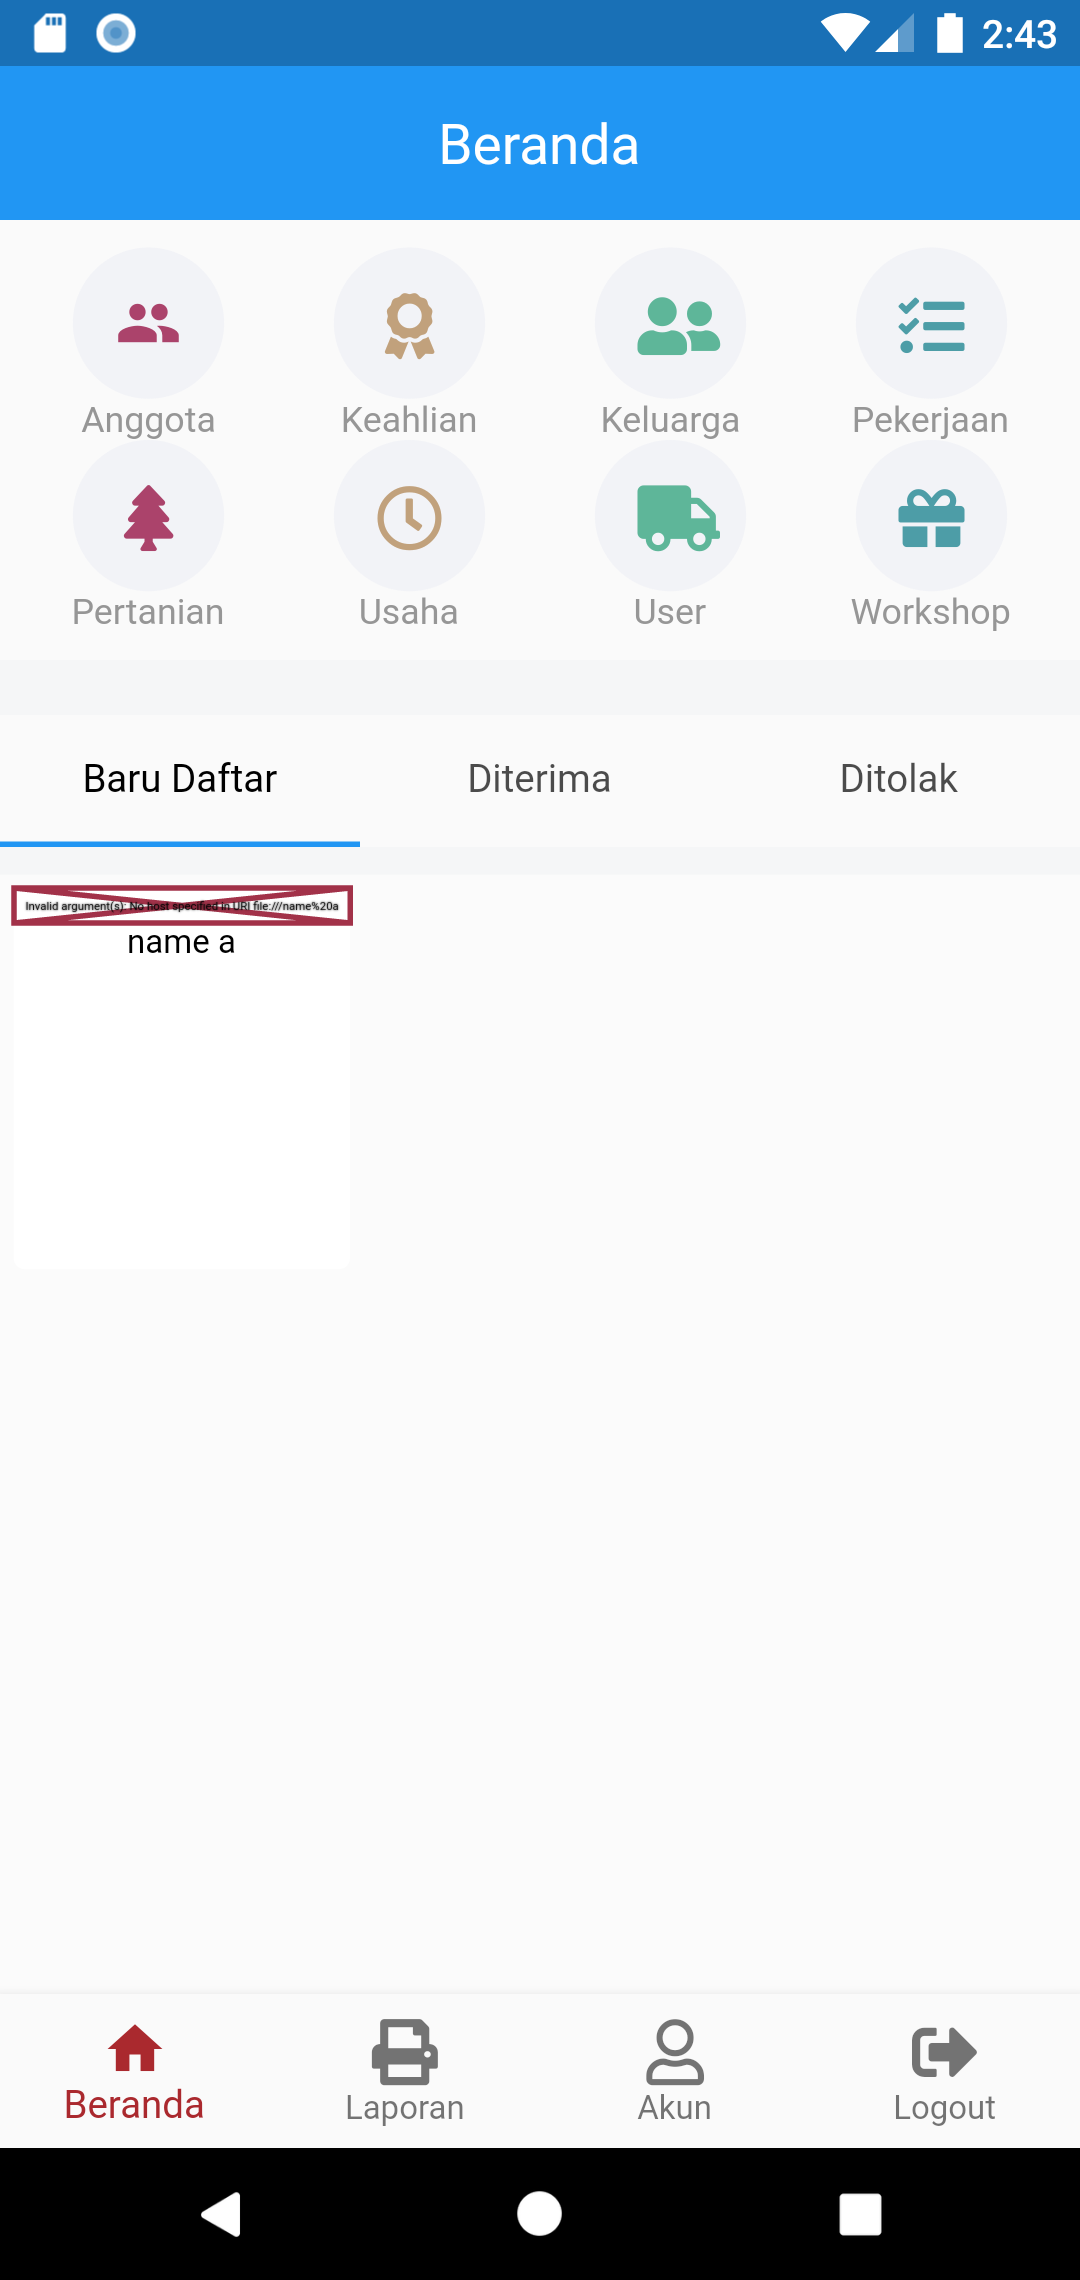 2:43
Beranda
Anggota Keahlian Keluarga Pekerjaan
Pertanian Usaha User Workshop
Baru Daftar Diterima Ditolak
Invalid argument(s): No host specified in URI file:///name%20a
name a
Beranda Laporan Akun Logout